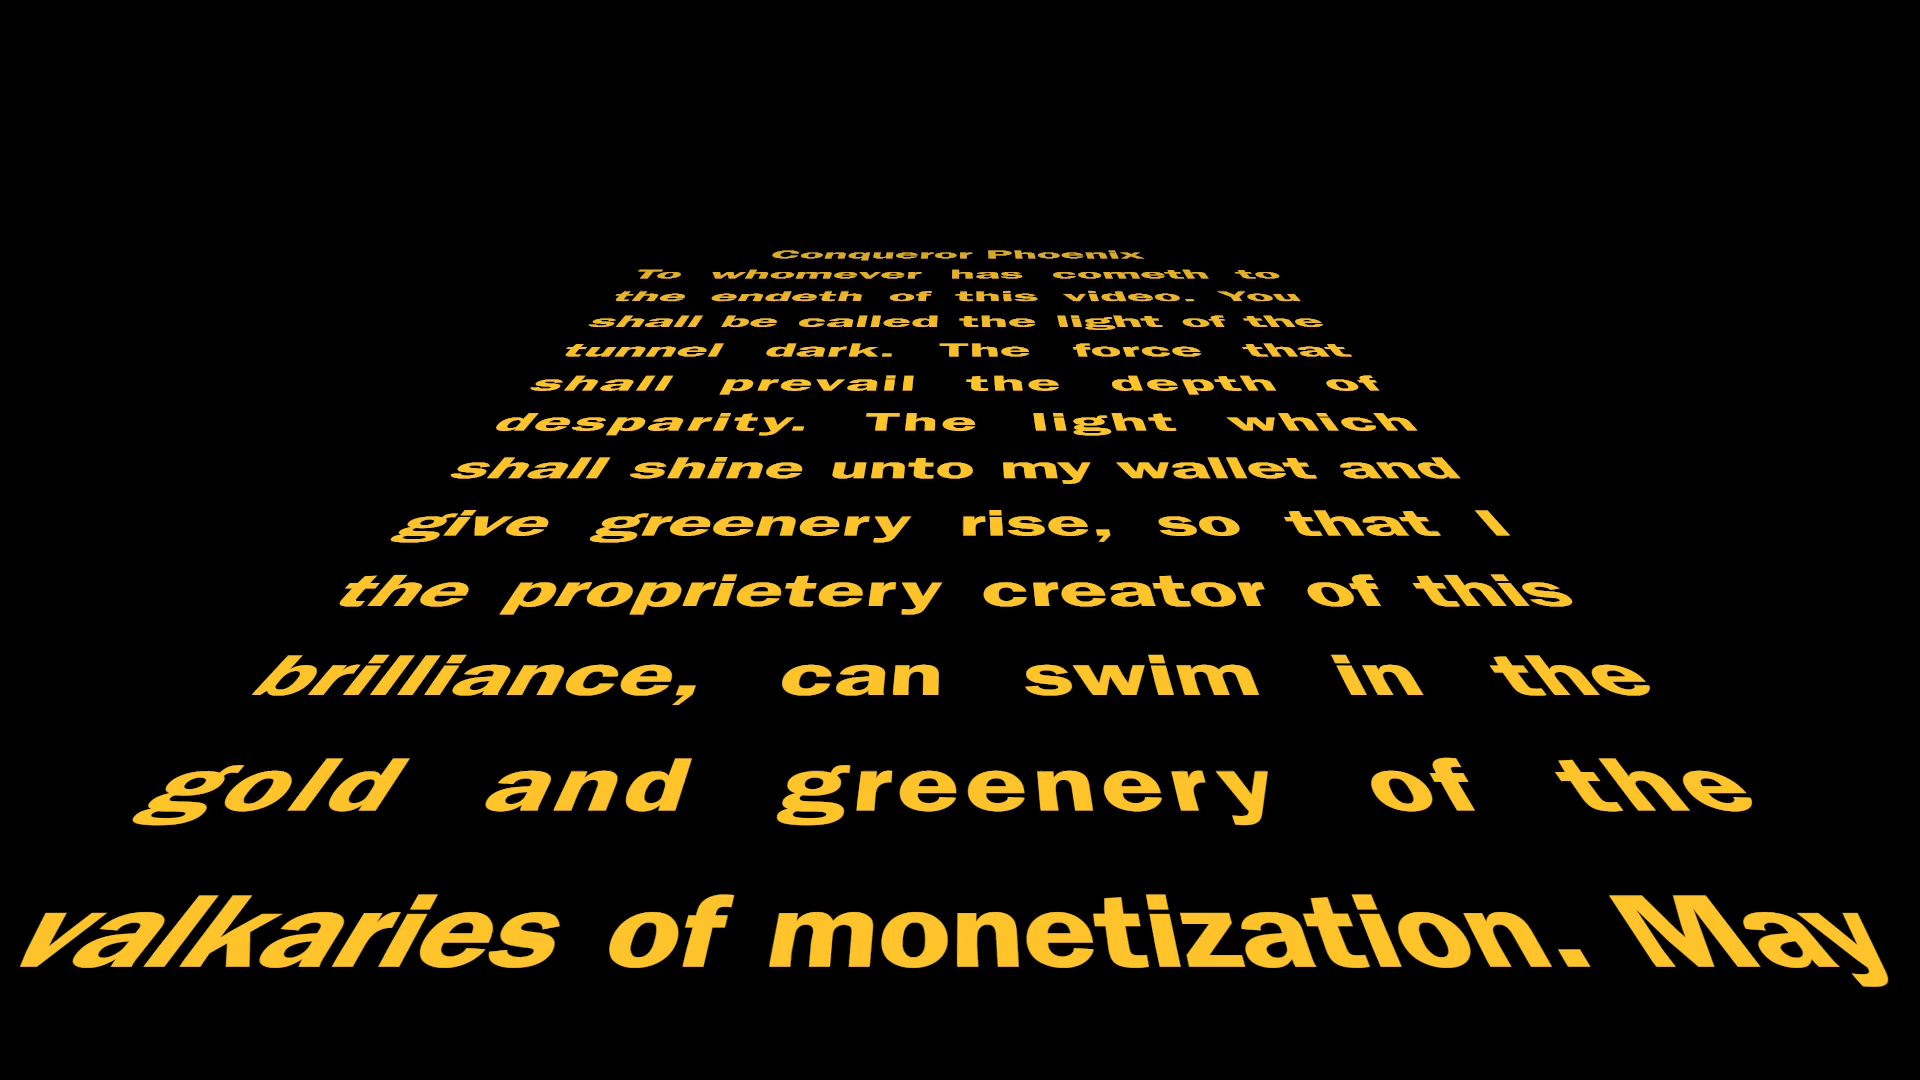 Conqueror Phoenix
To whomever has cometh to
the endeth of this video. You
shall be called the light of the
tunnel dark. The force that
shall prevail the depth of
desparity. The light which
shall shine unto my wallet and
give greenery rise, so that I
the proprietery creator of this
brilliance, can swim in the
gold and greenery of the
valkaries of monetization. May